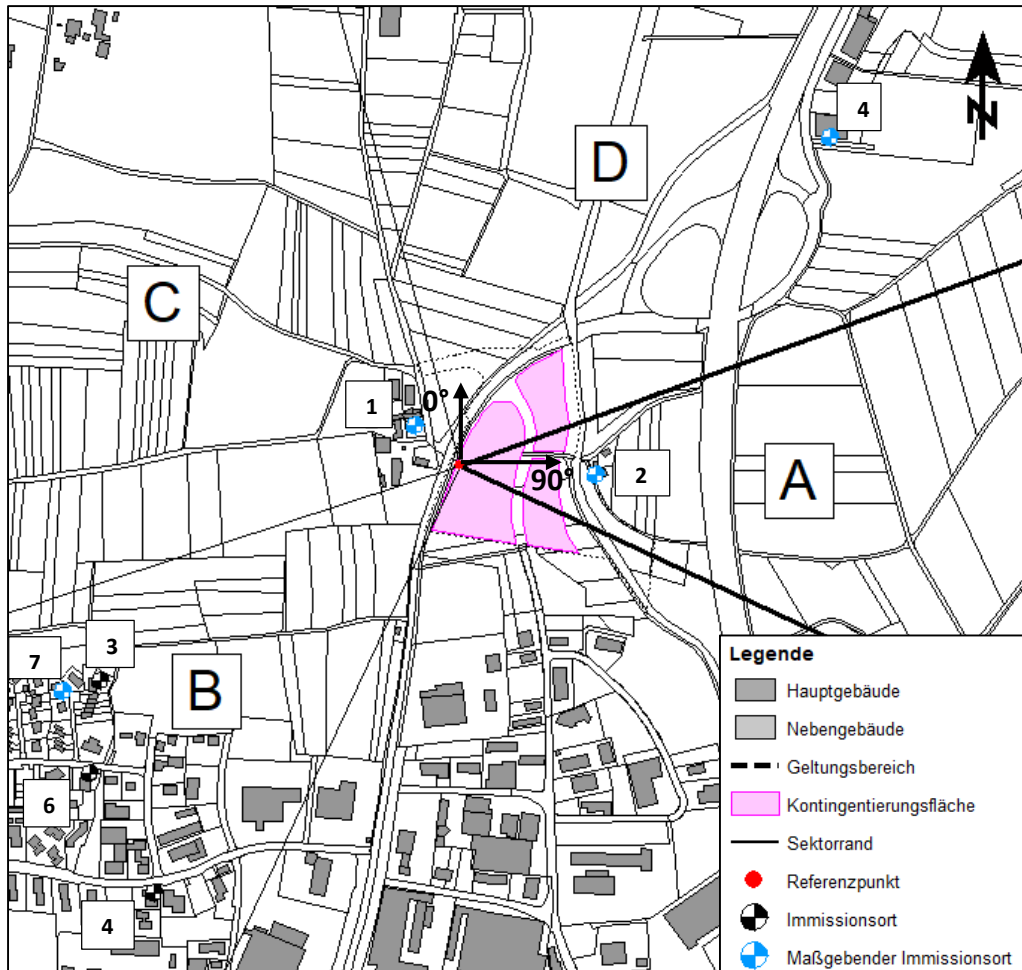 4
N
D
C
1
0°
90°
2
A
3
7
B
6
4
Legende
Hauptgebäude
Nebengebäude
Geltungsbereich
Kontingentierungsfläche
Sektorrand
Referenzpunkt
Immissionsort
Maßgebender Immissionsort